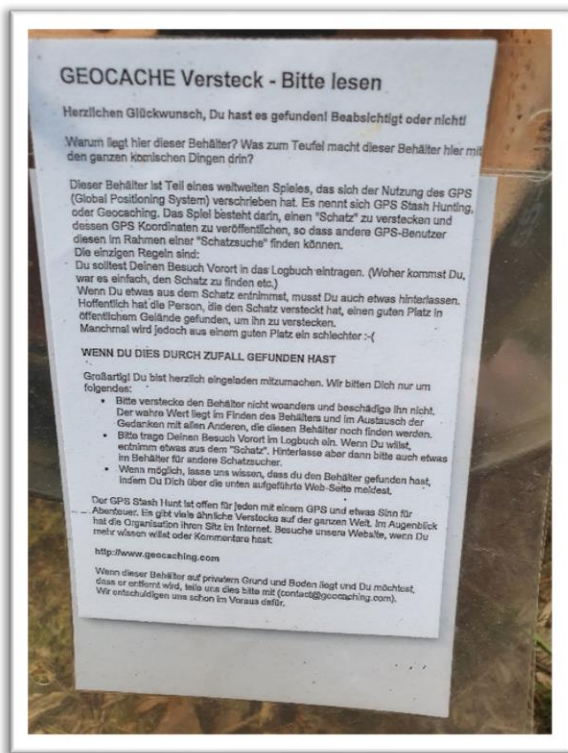 GEOCACHE Versteck - Bitte lesen
Herzlichen Glückwunsch, Du hast es gefunden! Beabsichtigt oder nicht!
Warum liegt hier dieser Behälter? Was zum Teufel macht dieser Behälter hier mit
den ganzen komischen Dingen drin?
Dieser Behälter ist Teil eines weltweiten Spieles, das sich der Nutzung des GPS
(Global Positioning System) verschrieben hat. Es nennt sich GPS Stash Hunting,
oder Geocaching. Das Spiel besteht darin, einen "Schatz" zu verstecken und
dessen GPS Koordinaten zu veröffentlichen, so dass andere GPS-Benutzer
diesen im Rahmen einer "Schatzsuche" finden können.
Die einzigen Regeln sind:
Du solltest Deinen Besuch Vorort in das Logbuch eintragen. (Woher kommst Du,
war es einfach, den Schatz zu finden etc.)
Wenn Du etwas aus dem Schatz entnimmst, musst Du auch etwas hinterlassen.
Hoffentlich hat die Person, die den Schatz versteckt hat, einen guten Platz in
öffentlichem Gelände gefunden, um ihn zu verstecken.
Manchmal wird jedoch aus einem guten Platz ein schlechter :-(
WENN DU DIES DURCH ZUFALL GEFUNDEN HAST
Großartig! Du bist herzlich eingeladen mitzumachen. Wir bitten Dich nur um
folgendes:
• Bitte verstecke den Behälter nicht woanders und beschädige ihn nicht.
Der wahre Wert liegt im Finden des Behälters und im Austausch der
Gedanken mit allen Anderen, die diesen Behälter noch finden werden.
• Bitte trage Deinen Besuch Vorort im Logbuch ein. Wenn Du willst,
entnimm etwas aus dem "Schatz". Hinterlasse aber dann bitte auch etwas
im Behälter für andere Schatzsucher.
• Wenn möglich, lasse uns wissen, dass du den Behälter gefunden hast,
indem Du Dich über die unten aufgeführte Web-Seite meldest.
Der GPS Stash Hunt ist offen für jeden mit einem GPS und etwas Sinn für
Abenteuer. Es gibt viele ähnliche Verstecke auf der ganzen Welt. Im Augenblick
hat die Organisation ihren Sitz im Internet. Besuche unsere Website, wenn Du
mehr wissen willst oder Kommentare hast:
http://www.geocaching.com
Wenn dieser Behälter auf privatem Grund und Boden liegt und Du möchtest,
dass er entfernt wird, teile uns dies bitte mit (contact@geocaching.com).
Wir entschuldigen uns schon im Voraus dafür.